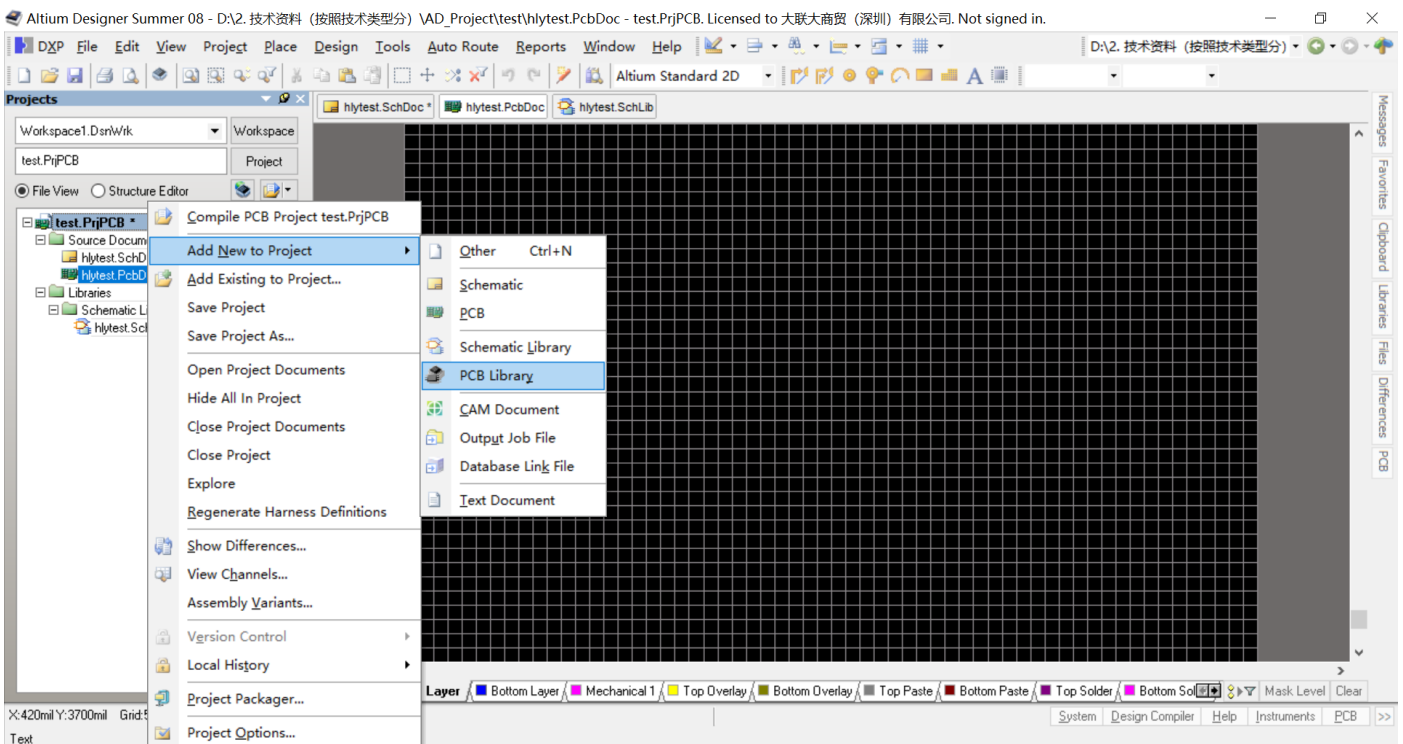 Altium Designer Summer 08 - D:\2. 技术资料（按照技术类型分）\AD_Project\test\hlytest.PcbDoc - test.PrjPCB. Licensed to 大联大商贸（深圳）有限公司. Not signed in.
DXP File Edit View Project Place Design Tools Auto Route Reports Window Help D:\2. 技术资料（按照技术类型分）
Altium Standard 2D
Projects
hlytest.SchDoc * hlytest.PcbDoc hlytest.SchLib
Workspace1.DsnWrk Workspace
test.PrjPCB Project
File View Structure Editor
test.PrjPCB *
Source Docum
hlytest.SchD
hlytest.PcbD
Libraries
Schematic Li
hlytest.Scl
Compile PCB Project test.PrjPCB
Add New to Project
Add Existing to Project...
Save Project
Save Project As...
Open Project Documents
Hide All In Project
Close Project Documents
Close Project
Explore
Regenerate Harness Definitions
Show Differences...
View Channels...
Assembly Variants...
Version Control
Local History
Project Packager...
Project Options...
Other Ctrl+N
Schematic
PCB
Schematic Library
PCB Library
CAM Document
Output Job File
Database Link File
Text Document
Messages
Favorites
Clipboard
Libraries
Files
Differences
PCB
Layer Bottom Layer Mechanical 1 Top Overlay Bottom Overlay Top Paste Bottom Paste Top Solder Bottom Sol Mask Level Clear
X:420mil Y:3700mil Grid:5 System Design Compiler Help Instruments PCB >>
Text